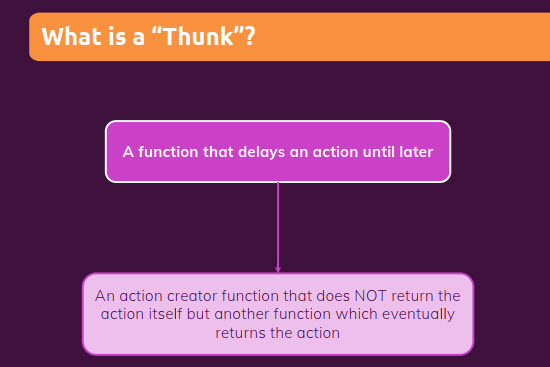 What is a “Thunk”?
A function that delays an action until later
An action creator function that does NOT return the
action itself but another function which eventually
returns the action